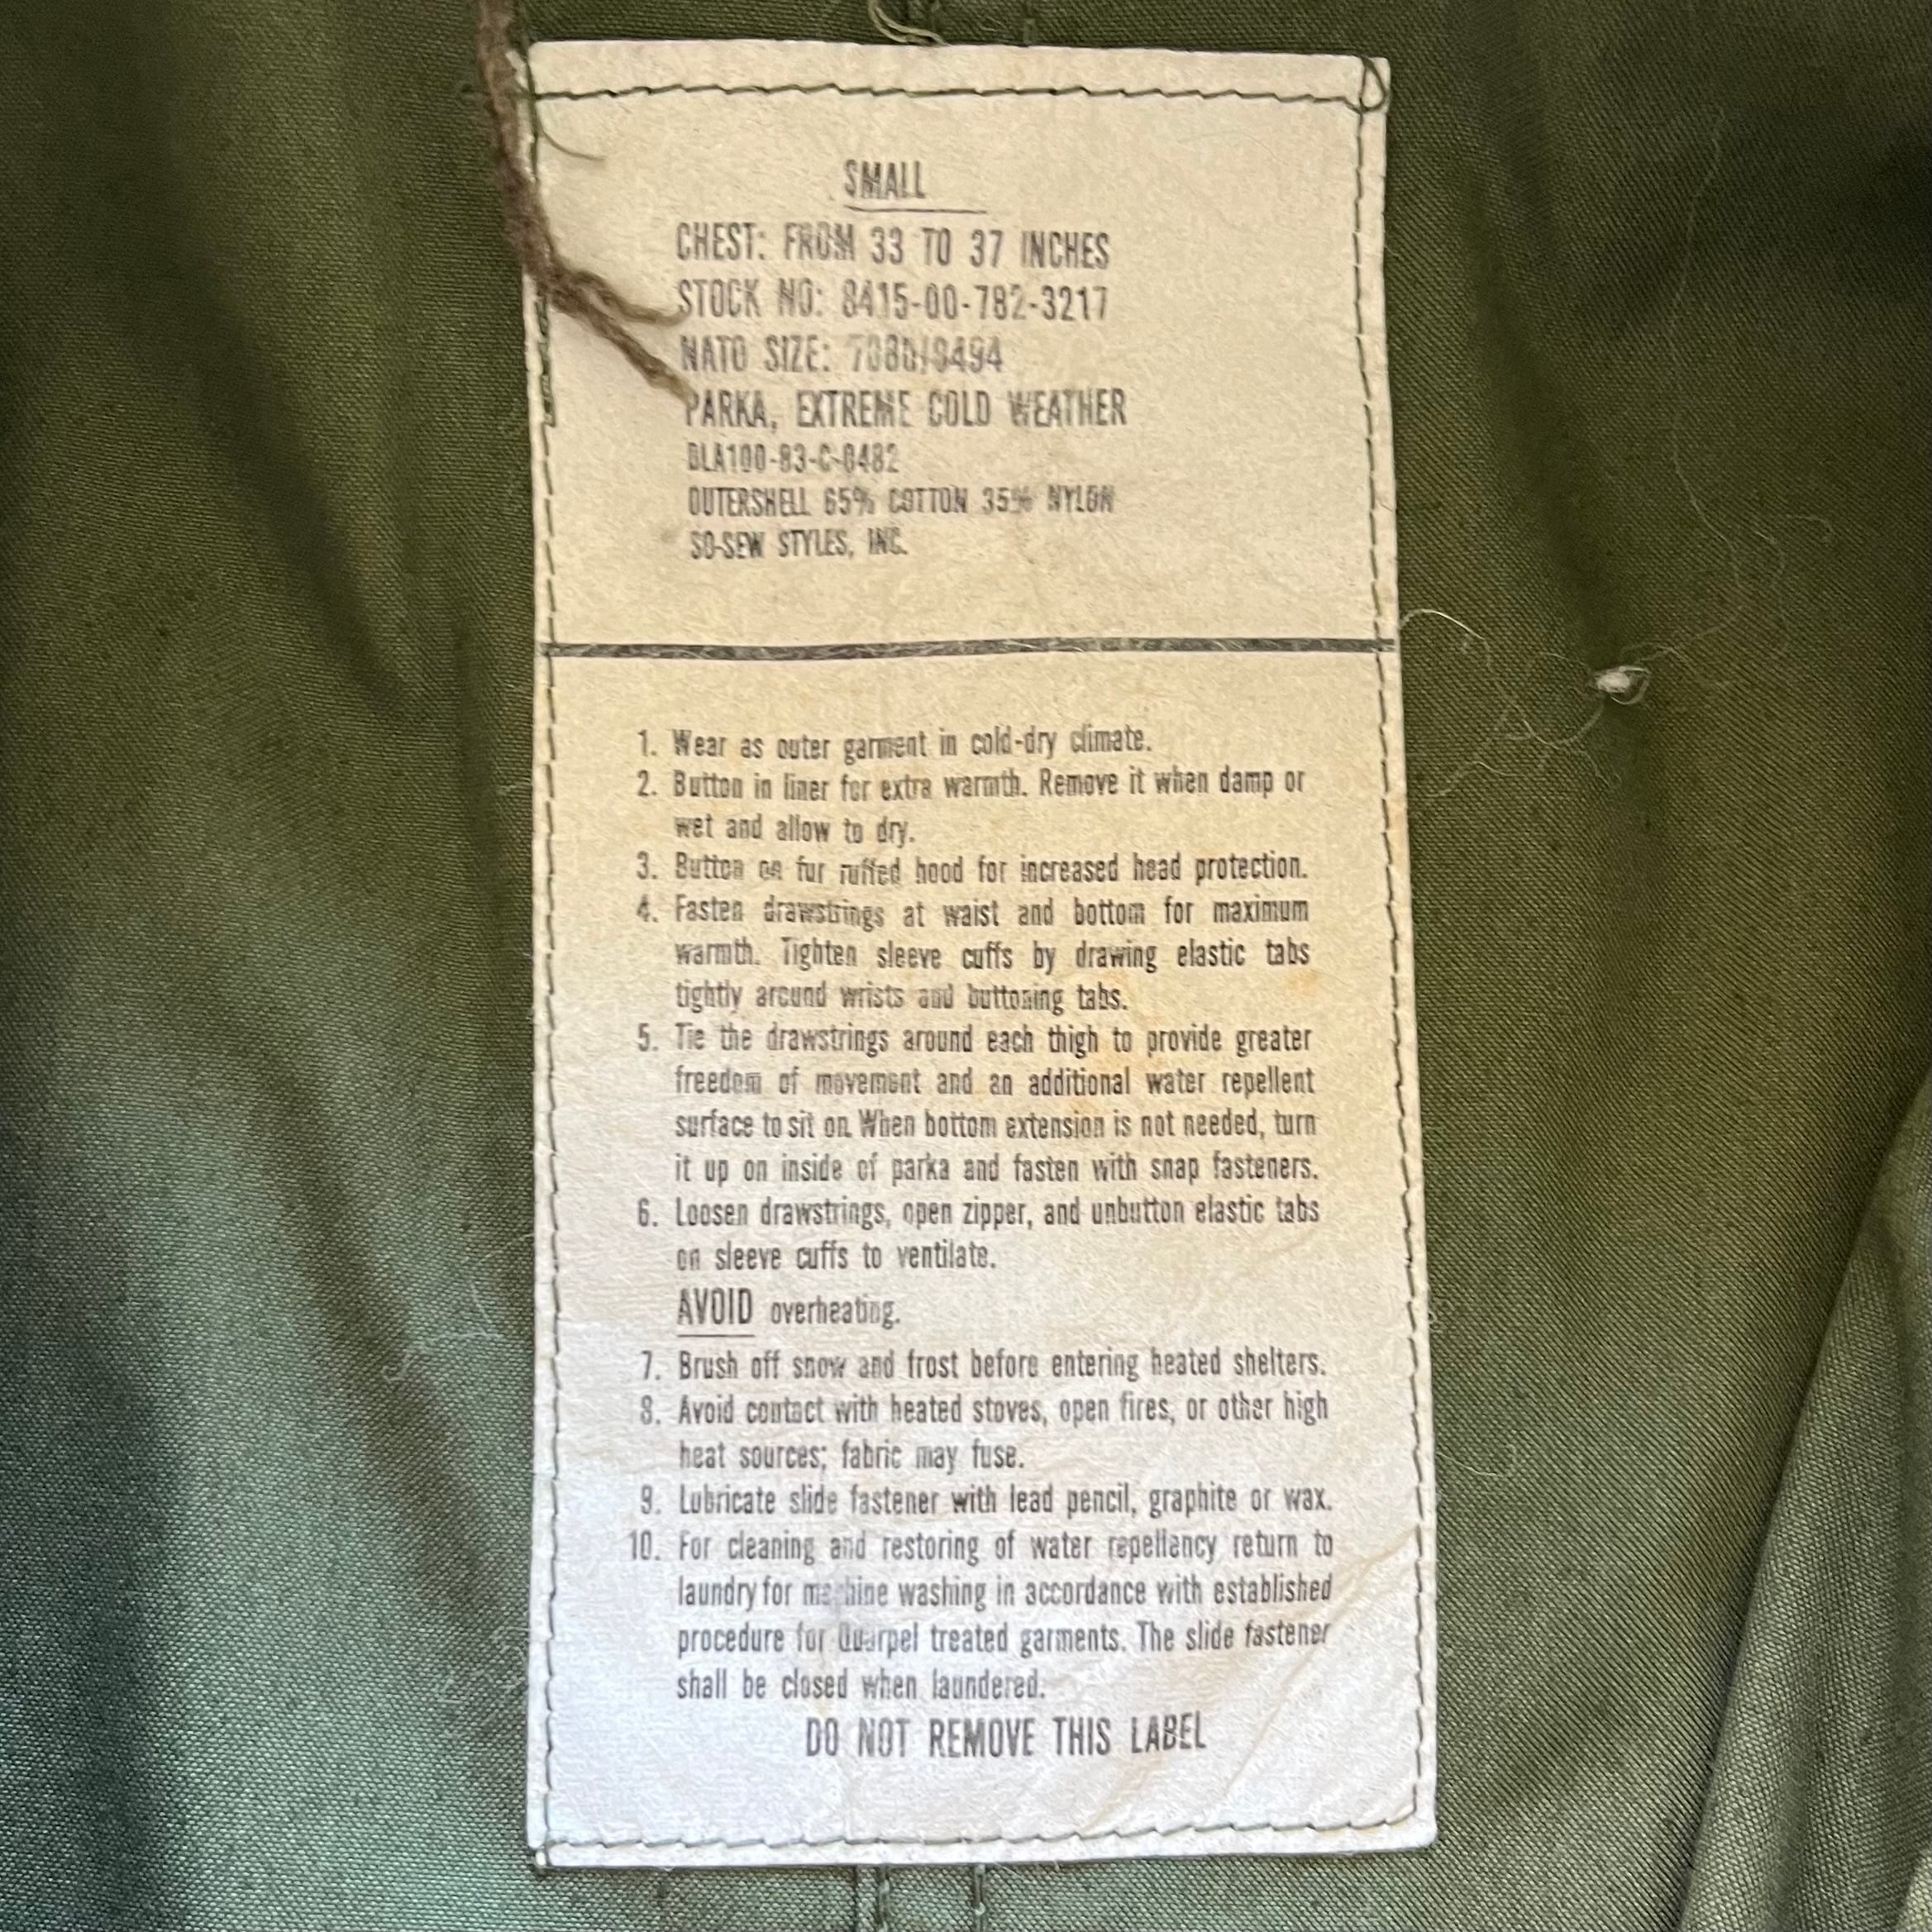 SMALL
CHEST: FROM 33 TO 37 INCHES
STOCK NO: 8415-00-782-3217
NATO SIZE:
PARKA, EXTREME COLD WEATHER
DLA100-83-C-0482
OUTERSHELL 65% COTTON 35% NYLON
SO-SEW STYLES, INC.
1. Wear as outer garment in cold-dry climate.
2. Button in liner for extra warmth. Remove it when damp or
wet and allow to dry.
3. Button on fur ruffed hood for increased head protection.
4. Fasten drawstrings at waist and bottom for maximum
warmth. Tighten sleeve cuffs by drawing elastic tabs
tightly around wrists and buttoning tabs.
5. Tie the drawstrings around each thigh to provide greater
freedom of movement and an additional water repellent
surface to sit on. When bottom extension is not needed, turn
it up on inside of parka and fasten with snap fasteners.
6. Loosen drawstrings, open zipper, and unbutton elastic tabs
on sleeve cuffs to ventilate.
AVOID overheating.
7. Brush off snow and frost before entering heated shelters.
8. Avoid contact with heated stoves, open fires, or other high
heat sources; fabric may fuse.
9. Lubricate slide fastener with lead pencil, graphite or wax.
10. For cleaning and restoring of water repellency return to
laundry for machine washing in accordance with established
procedure for Quarpel treated garments. The slide fastener
shall be closed when laundered.
DO NOT REMOVE THIS LABEL